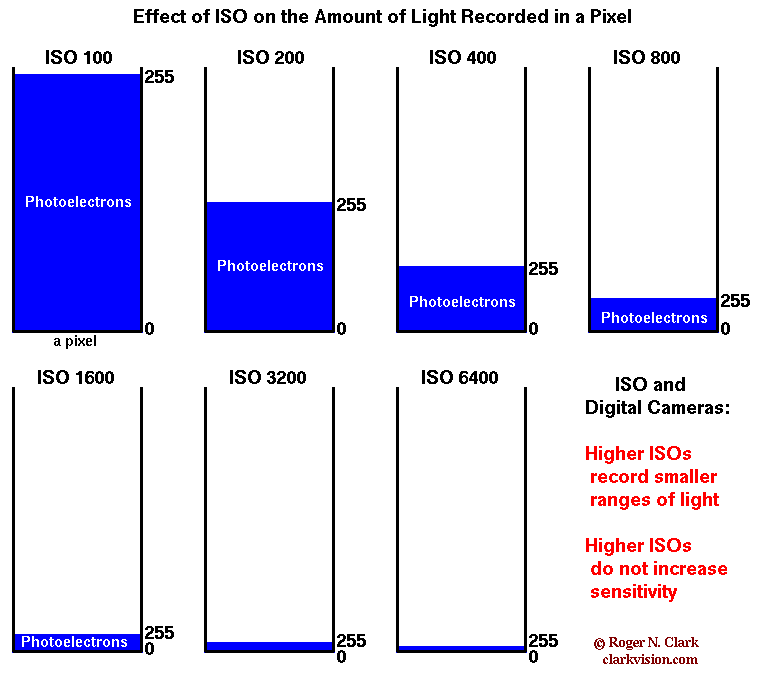 Effect of ISO on the Amount of Light Recorded in a Pixel
ISO 100
255
Photoelectrons
0
a pixel
ISO 200
255
Photoelectrons
0
ISO 400
255
Photoelectrons
0
ISO 800
255
Photoelectrons
0
ISO 1600
255
Photoelectrons
0
ISO 3200
255
0
ISO 6400
255
0
ISO and
Digital Cameras:
Higher ISOs
record smaller
ranges of light
Higher ISOs
do not increase
sensitivity
© Roger N. Clark
clarkvision.com